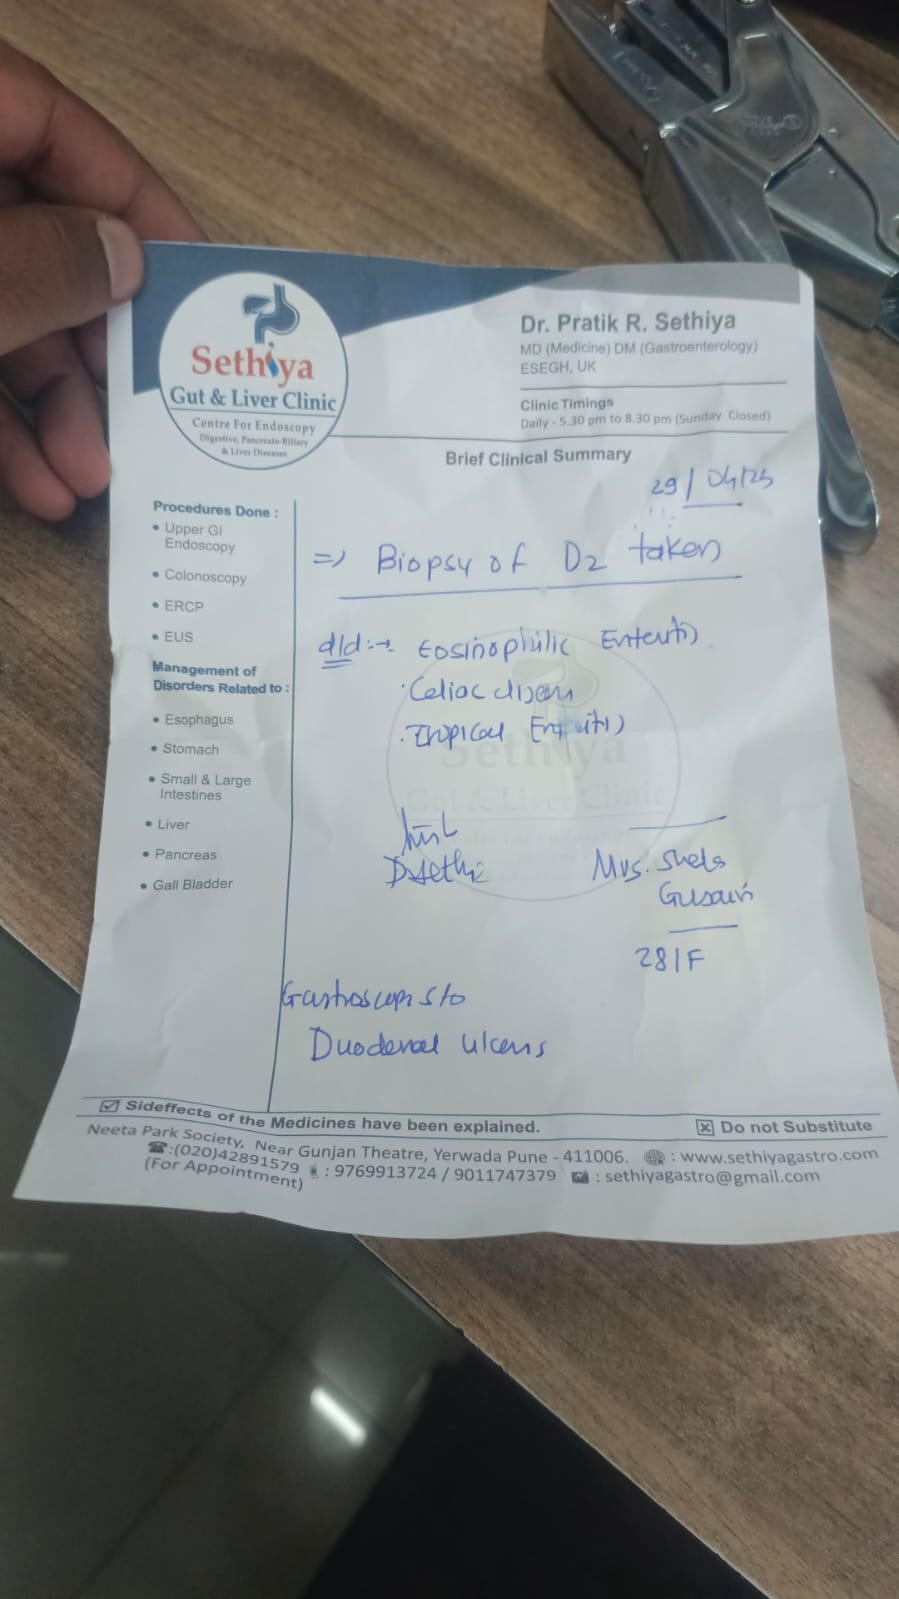 Sethiya
Gut & Liver Clinic
Centre For Endoscopy
Digestive, Pancreato-Biliary
& Liver Diseases
Dr. Pratik R. Sethiya
MD (Medicine) DM (Gastroenterology)
ESEGH, UK
Clinic Timings
Daily - 5.30 pm to 8.30 pm (Sunday Closed)
Brief Clinical Summary
29/04/25
Procedures Done :
• Upper GI
Endoscopy
• Colonoscopy
• ERCP
• EUS
Management of
Disorders Related to :
• Esophagus
• Stomach
• Small & Large
Intestines
• Liver
• Pancreas
• Gall Bladder
=> Biopsy of D2 taken
d/d:→ Eosinophilic
. Celiac
. Tropical
Mrs.
28/F
Gastroscopy s/o
Duodenal ulcers
Sideffects of the Medicines have been explained.
Do not Substitute
Neeta Park Society, Near Gunjan Theatre, Yerwada Pune - 411006. : www.sethiyagastro.com
:(020)42891579 : 9769913724 / 9011747379 : sethiyagastro@gmail.com
(For Appointment)